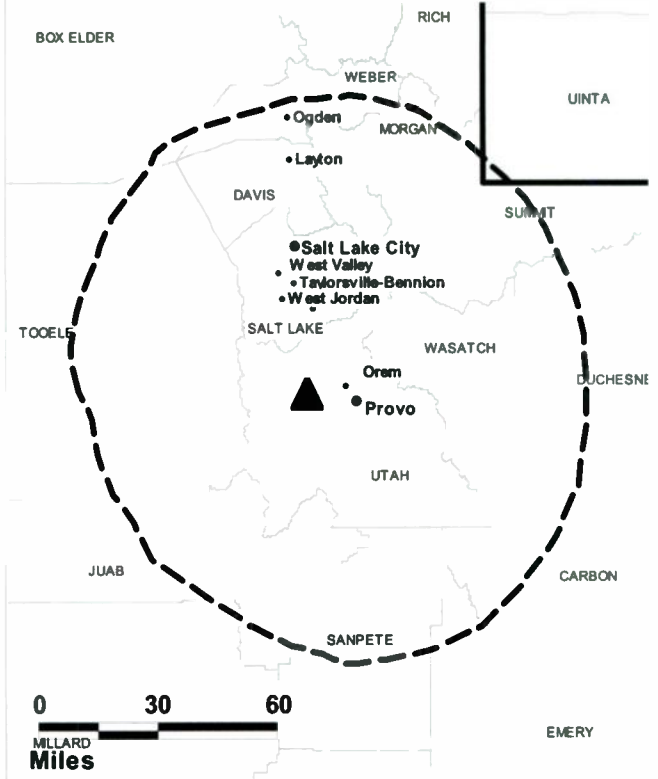 RICH
BOX ELDER
WEBER
UINTA
Ogden
MORGAN
Layton
DAVIS
SUMMIT
Salt Lake City
West Valley
Taylorsville-Bennion
West Jordan
SALT LAKE
TOOELE
WASATCH
Orem
DUCHESNE
Provo
UTAH
JUAB
CARBON
SANPETE
0 30 60
EMERY
MILLARD
Miles